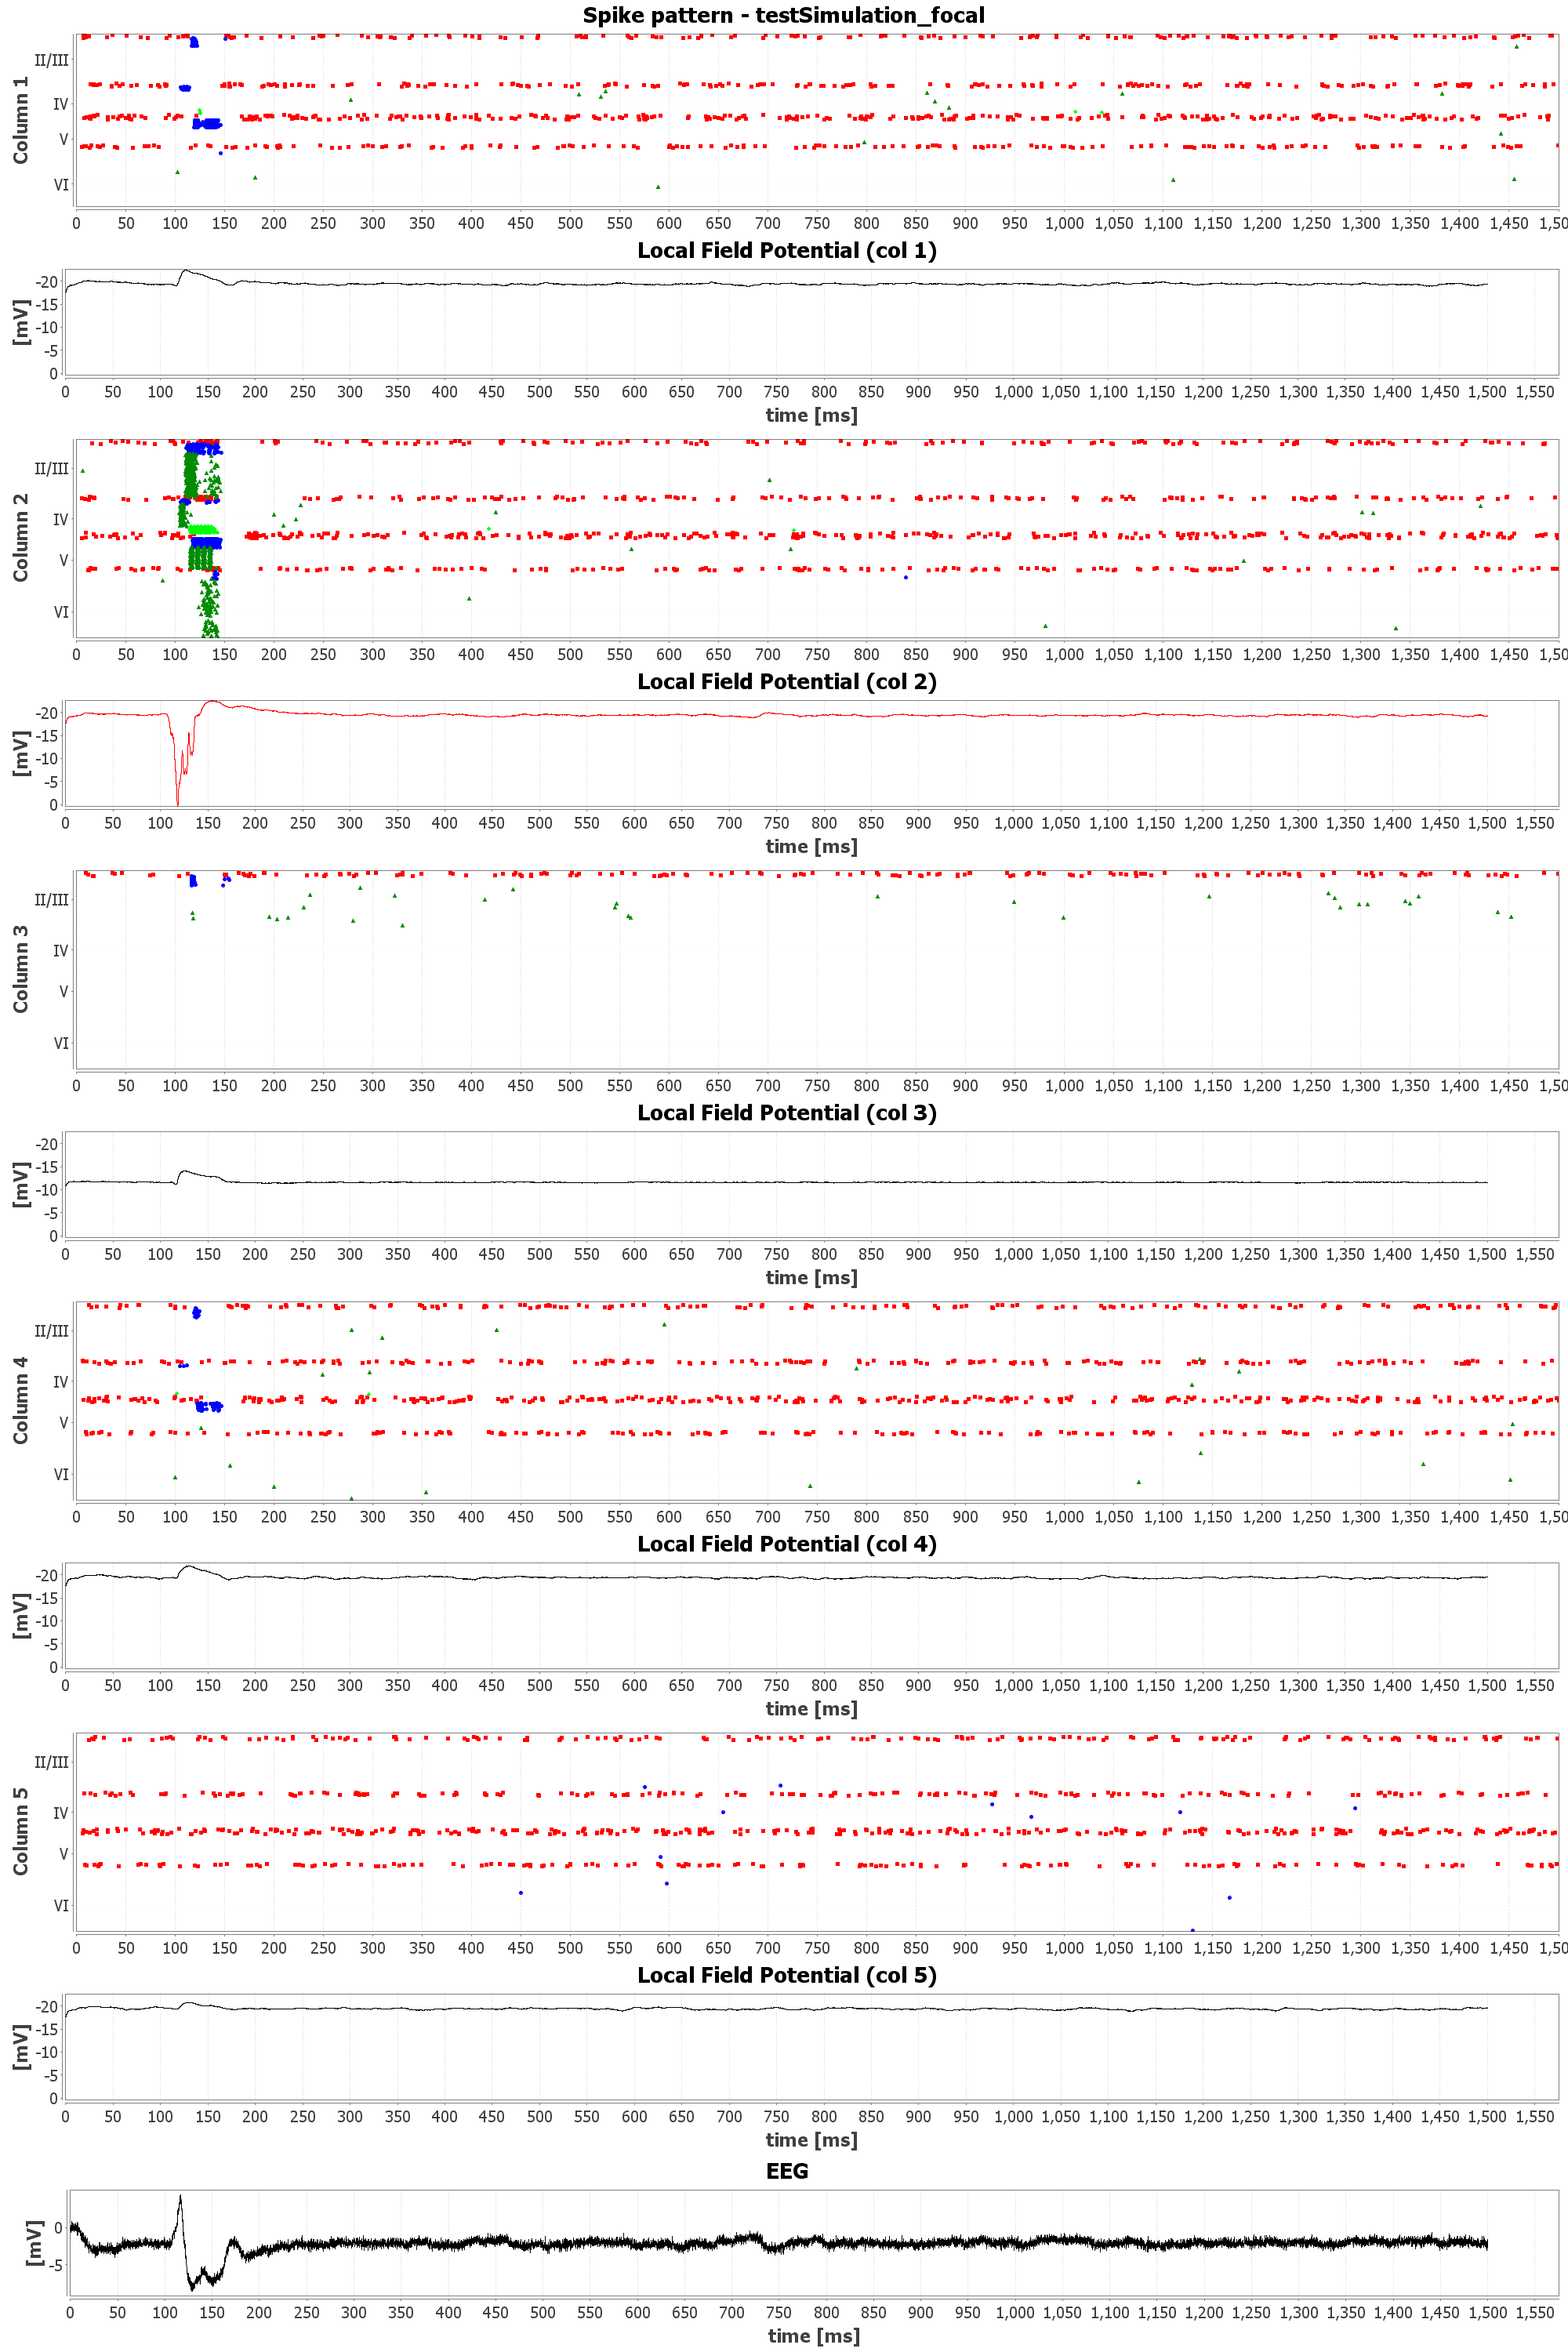 Spike pattern - testSimulation_focal
Column 1
II/III
IV
V
VI
0 50 100 150 200 250 300 350 400 450 500 550 600 650 700 750 800 850 900 950 1,000 1,050 1,100 1,150 1,200 1,250 1,300 1,350 1,400 1,450 1,50
Local Field Potential (col 1)
[mV]
-20
-15
-10
-5
0
0 50 100 150 200 250 300 350 400 450 500 550 600 650 700 750 800 850 900 950 1,000 1,050 1,100 1,150 1,200 1,250 1,300 1,350 1,400 1,450 1,500 1,550
time [ms]
Column 2
II/III
IV
V
VI
0 50 100 150 200 250 300 350 400 450 500 550 600 650 700 750 800 850 900 950 1,000 1,050 1,100 1,150 1,200 1,250 1,300 1,350 1,400 1,450 1,50
Local Field Potential (col 2)
[mV]
-20
-15
-10
-5
0
0 50 100 150 200 250 300 350 400 450 500 550 600 650 700 750 800 850 900 950 1,000 1,050 1,100 1,150 1,200 1,250 1,300 1,350 1,400 1,450 1,500 1,550
time [ms]
Column 3
II/III
IV
V
VI
0 50 100 150 200 250 300 350 400 450 500 550 600 650 700 750 800 850 900 950 1,000 1,050 1,100 1,150 1,200 1,250 1,300 1,350 1,400 1,450 1,50
Local Field Potential (col 3)
[mV]
-20
-15
-10
-5
0
0 50 100 150 200 250 300 350 400 450 500 550 600 650 700 750 800 850 900 950 1,000 1,050 1,100 1,150 1,200 1,250 1,300 1,350 1,400 1,450 1,500 1,550
time [ms]
Column 4
II/III
IV
V
VI
0 50 100 150 200 250 300 350 400 450 500 550 600 650 700 750 800 850 900 950 1,000 1,050 1,100 1,150 1,200 1,250 1,300 1,350 1,400 1,450 1,50
Local Field Potential (col 4)
[mV]
-20
-15
-10
-5
0
0 50 100 150 200 250 300 350 400 450 500 550 600 650 700 750 800 850 900 950 1,000 1,050 1,100 1,150 1,200 1,250 1,300 1,350 1,400 1,450 1,500 1,550
time [ms]
Column 5
II/III
IV
V
VI
0 50 100 150 200 250 300 350 400 450 500 550 600 650 700 750 800 850 900 950 1,000 1,050 1,100 1,150 1,200 1,250 1,300 1,350 1,400 1,450 1,50
Local Field Potential (col 5)
[mV]
-20
-15
-10
-5
0
0 50 100 150 200 250 300 350 400 450 500 550 600 650 700 750 800 850 900 950 1,000 1,050 1,100 1,150 1,200 1,250 1,300 1,350 1,400 1,450 1,500 1,550
time [ms]
EEG
[mV]
0
-5
0 50 100 150 200 250 300 350 400 450 500 550 600 650 700 750 800 850 900 950 1,000 1,050 1,100 1,150 1,200 1,250 1,300 1,350 1,400 1,450 1,500 1,550
time [ms]